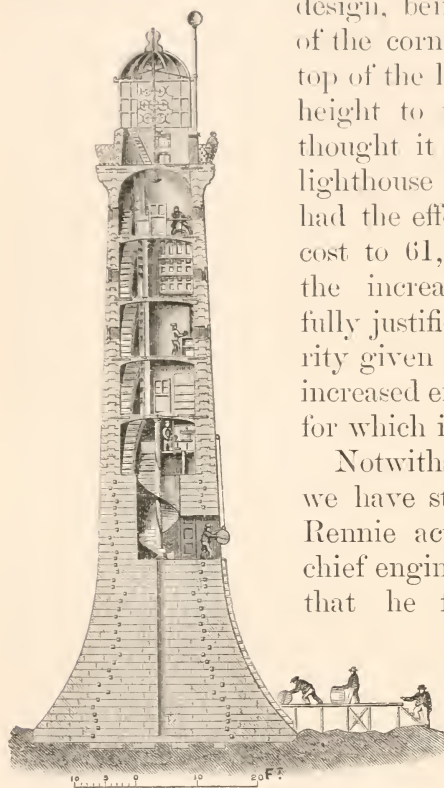 design, bei
of the corn
top of the l
height to
thought it
lighthouse
had the eff
cost to 61,
the increa
fully justifi
rity given
increased e
for which i
Notwiths
we have st
Rennie ac
chief engin
that he f
10 5 0 10 20 Fᵗ